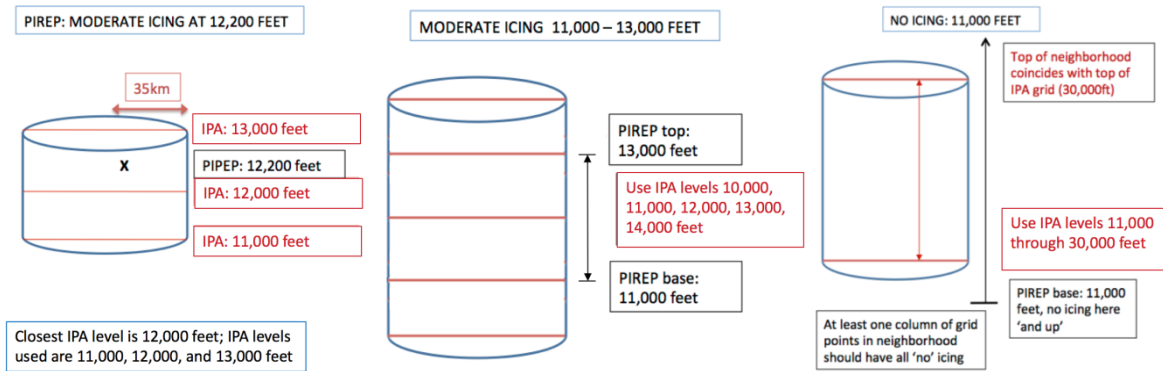 PIREP: MODERATE ICING AT 12,200 FEET
35km
IPA: 13,000 feet
X
PIPEP: 12,200 feet
IPA: 12,000 feet
IPA: 11,000 feet
Closest IPA level is 12,000 feet; IPA levels
used are 11,000, 12,000, and 13,000 feet
MODERATE ICING 11,000 – 13,000 FEET
PIREP top:
13,000 feet
Use IPA levels 10,000,
11,000, 12,000, 13,000,
14,000 feet
PIREP base:
11,000 feet
NO ICING: 11,000 FEET
Top of neighborhood
coincides with top of
IPA grid (30,000ft)
Use IPA levels 11,000
through 30,000 feet
PIREP base: 11,000
feet, no icing here
‘and up’
At least one column of grid
points in neighborhood
should have all ‘no’ icing